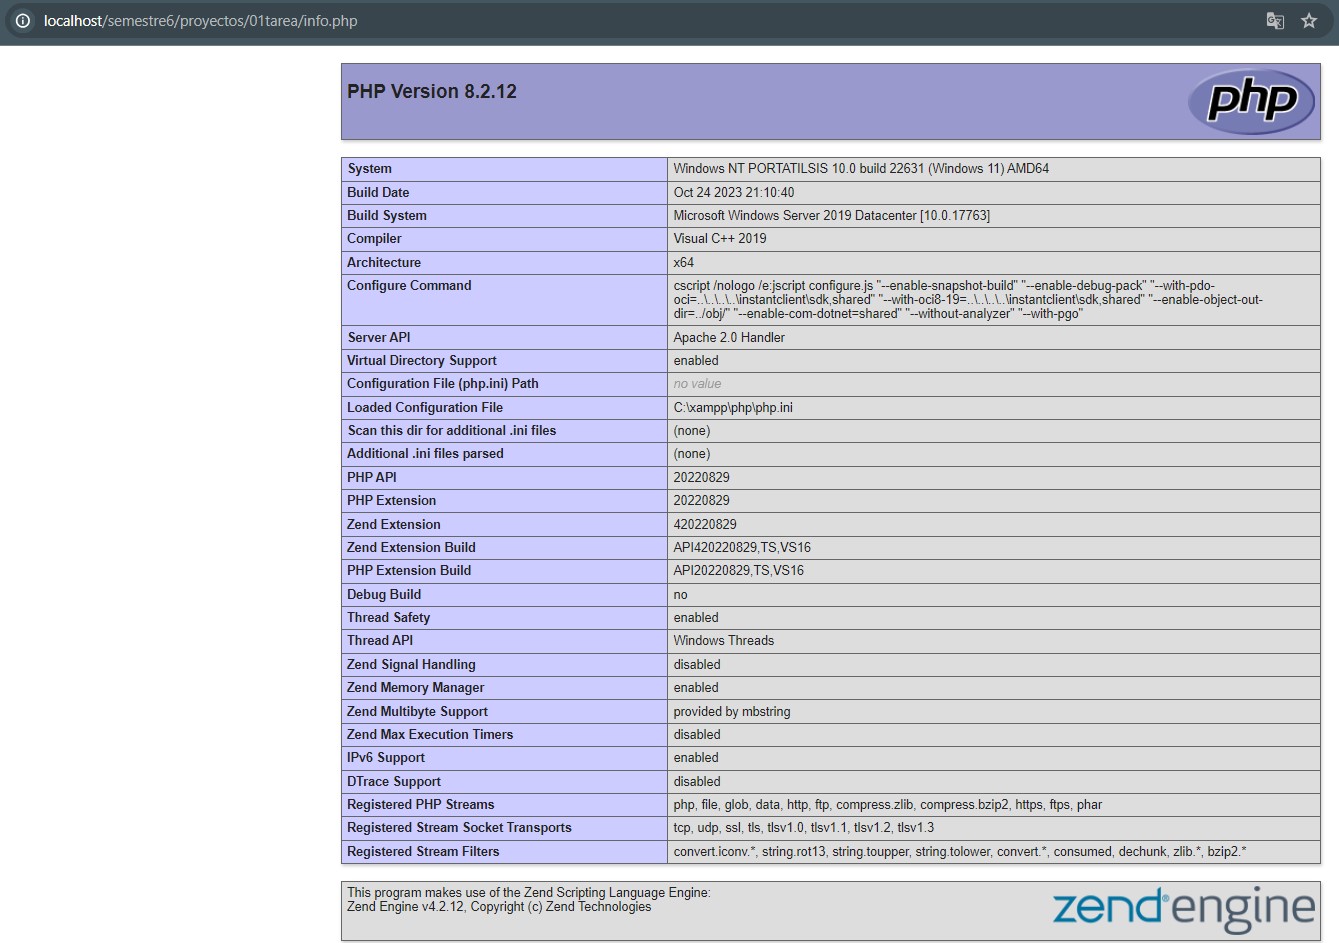 localhost/semestre6/proyectos/01tarea/info.php
PHP Version 8.2.12
php
System Windows NT PORTATILSIS 10.0 build 22631 (Windows 11) AMD64
Build Date Oct 24 2023 21:10:40
Build System Microsoft Windows Server 2019 Datacenter [10.0.17763]
Compiler Visual C++ 2019
Architecture x64
Configure Command cscript /nologo /e:jscript configure.js "--enable-snapshot-build" "--enable-debug-pack" "--with-pdo-
oci=..\..\..\..\instantclient\sdk,shared" "--with-oci8-19=..\..\..\..\instantclient\sdk,shared" "--enable-object-out-
dir=../obj/" "--enable-com-dotnet=shared" "--without-analyzer" "--with-pgo"
Server API Apache 2.0 Handler
Virtual Directory Support enabled
Configuration File (php.ini) Path no value
Loaded Configuration File C:\xampp\php\php.ini
Scan this dir for additional .ini files (none)
Additional .ini files parsed (none)
PHP API 20220829
PHP Extension 20220829
Zend Extension 420220829
Zend Extension Build API420220829,TS,VS16
PHP Extension Build API20220829,TS,VS16
Debug Build no
Thread Safety enabled
Thread API Windows Threads
Zend Signal Handling disabled
Zend Memory Manager enabled
Zend Multibyte Support provided by mbstring
Zend Max Execution Timers disabled
IPv6 Support enabled
DTrace Support disabled
Registered PHP Streams php, file, glob, data, http, ftp, compress.zlib, compress.bzip2, https, ftps, phar
Registered Stream Socket Transports tcp, udp, ssl, tls, tlsv1.0, tlsv1.1, tlsv1.2, tlsv1.3
Registered Stream Filters convert.iconv.*, string.rot13, string.toupper, string.tolower, convert.*, consumed, dechunk, zlib.*, bzip2.*
This program makes use of the Zend Scripting Language Engine:
Zend Engine v4.2.12, Copyright (c) Zend Technologies
zend® engine